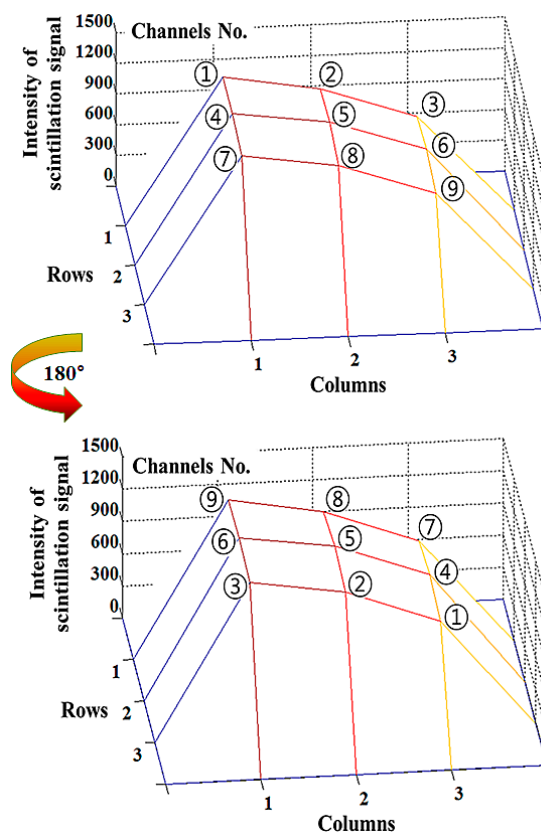 1500
Channels No.
1200
① ② ③
900
④ ⑤ ⑥
600
⑦ ⑧ ⑨
300
0
Intensity of
scintillation signal
1
Rows 2
3
1
2
3
Columns
180°
1500
Channels No.
1200
⑨ ⑧ ⑦
900
⑥ ⑤ ④
600
③ ② ①
300
0
Intensity of
scintillation signal
1
Rows 2
3
1
2
3
Columns